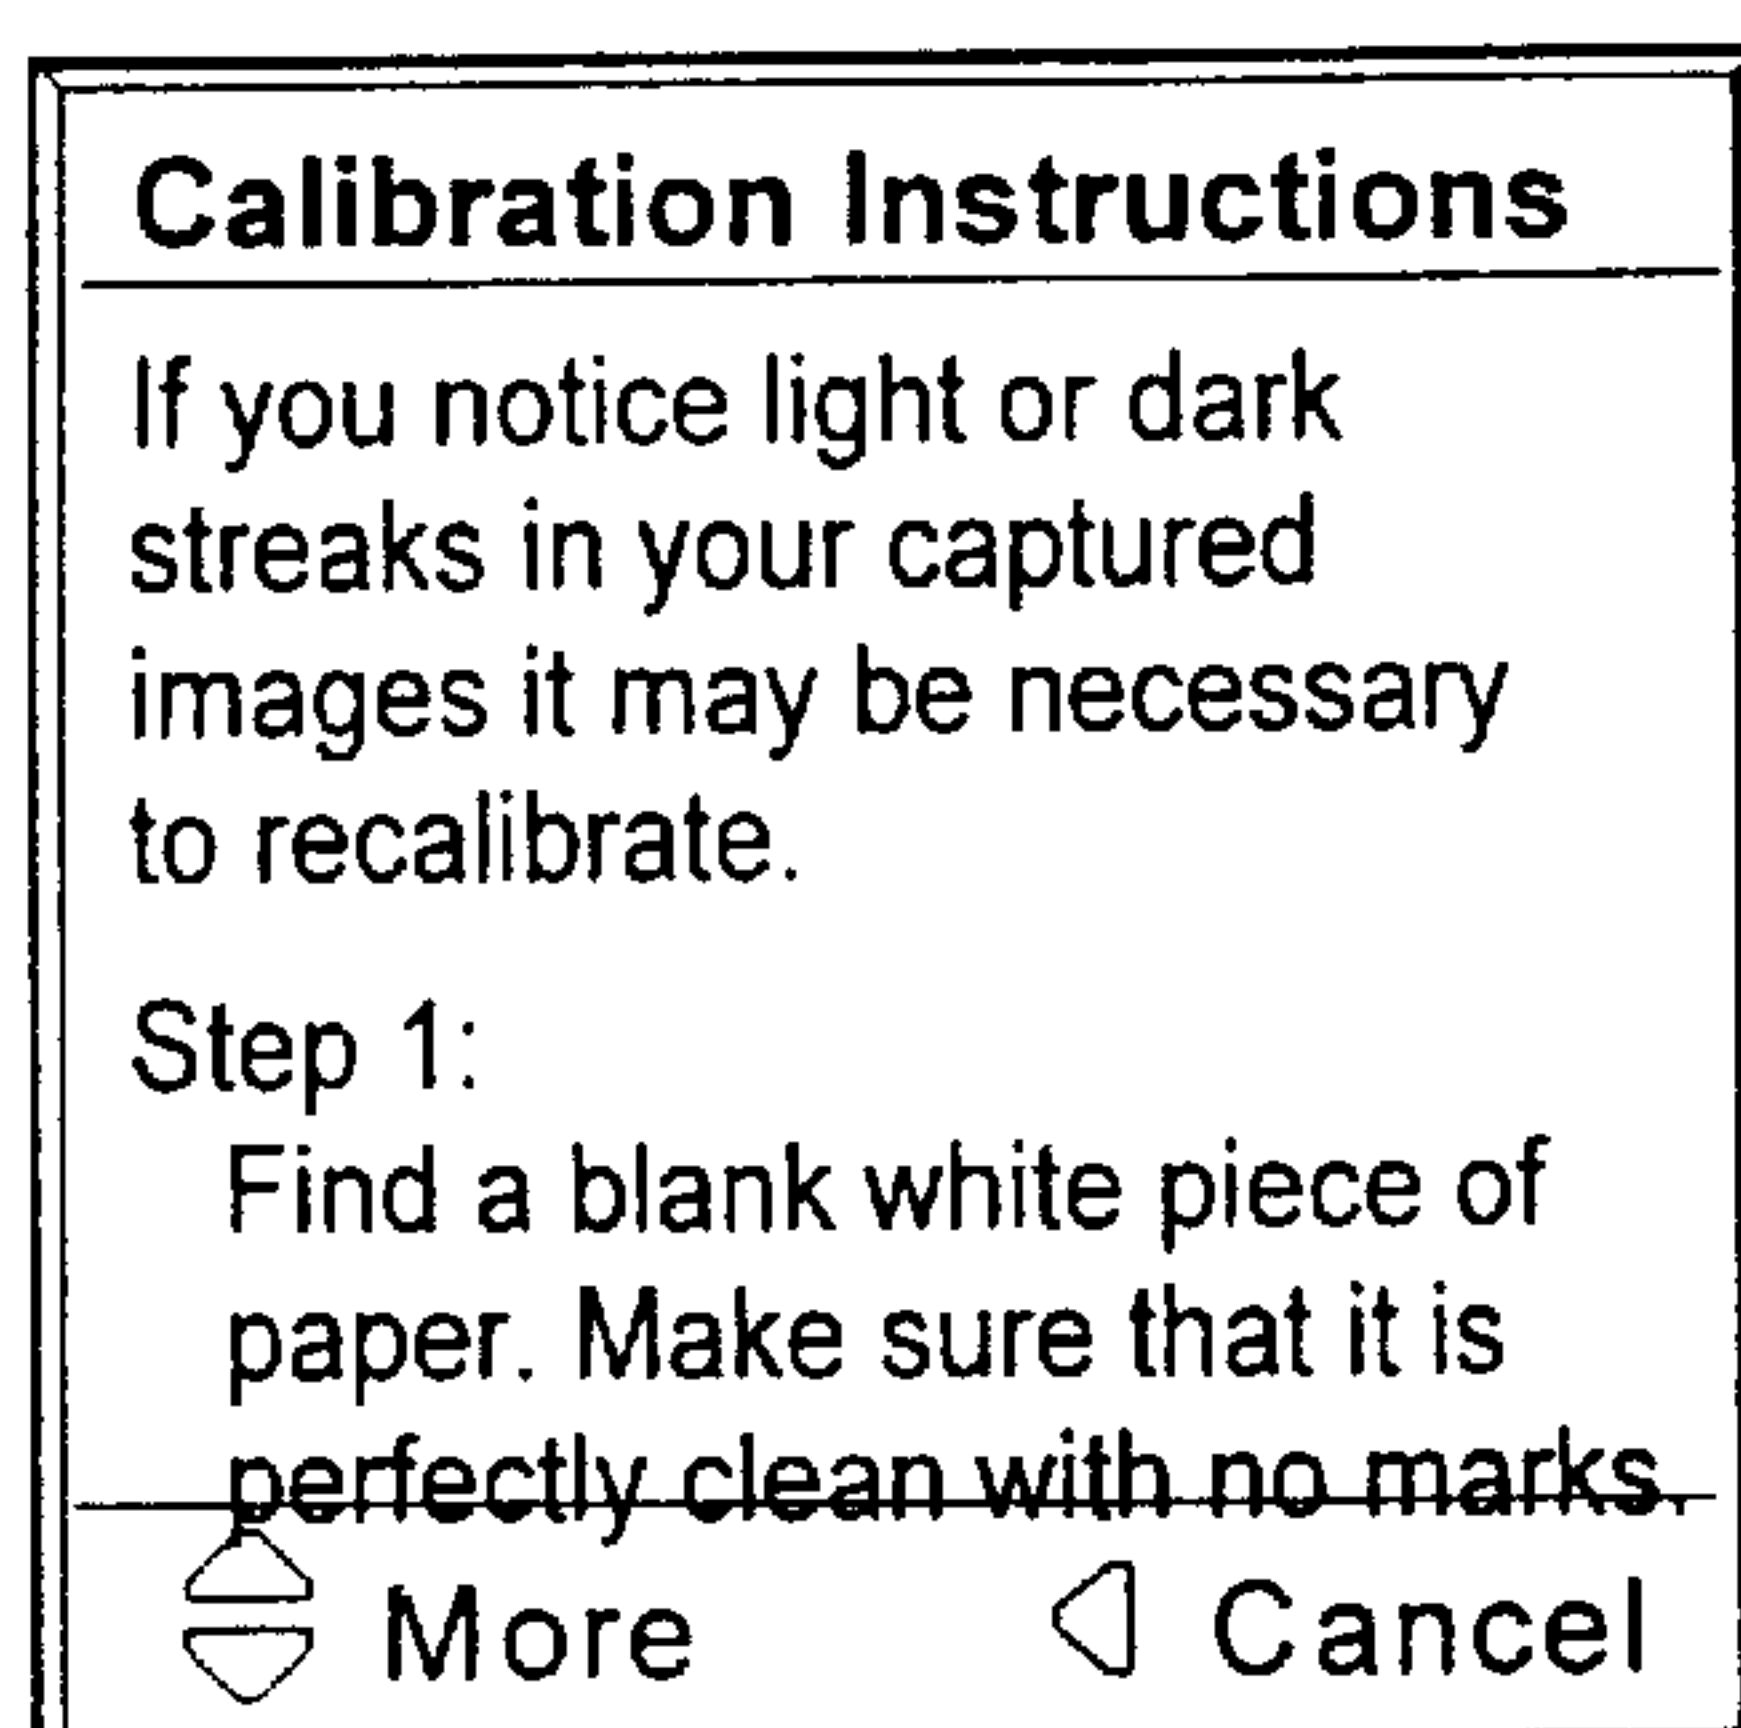 Calibration Instructions
If you notice light or dark
streaks in your captured
images it may be necessary
to recalibrate.
Step 1:
Find a blank white piece of
paper. Make sure that it is
perfectly clean with no marks.
More
Cancel